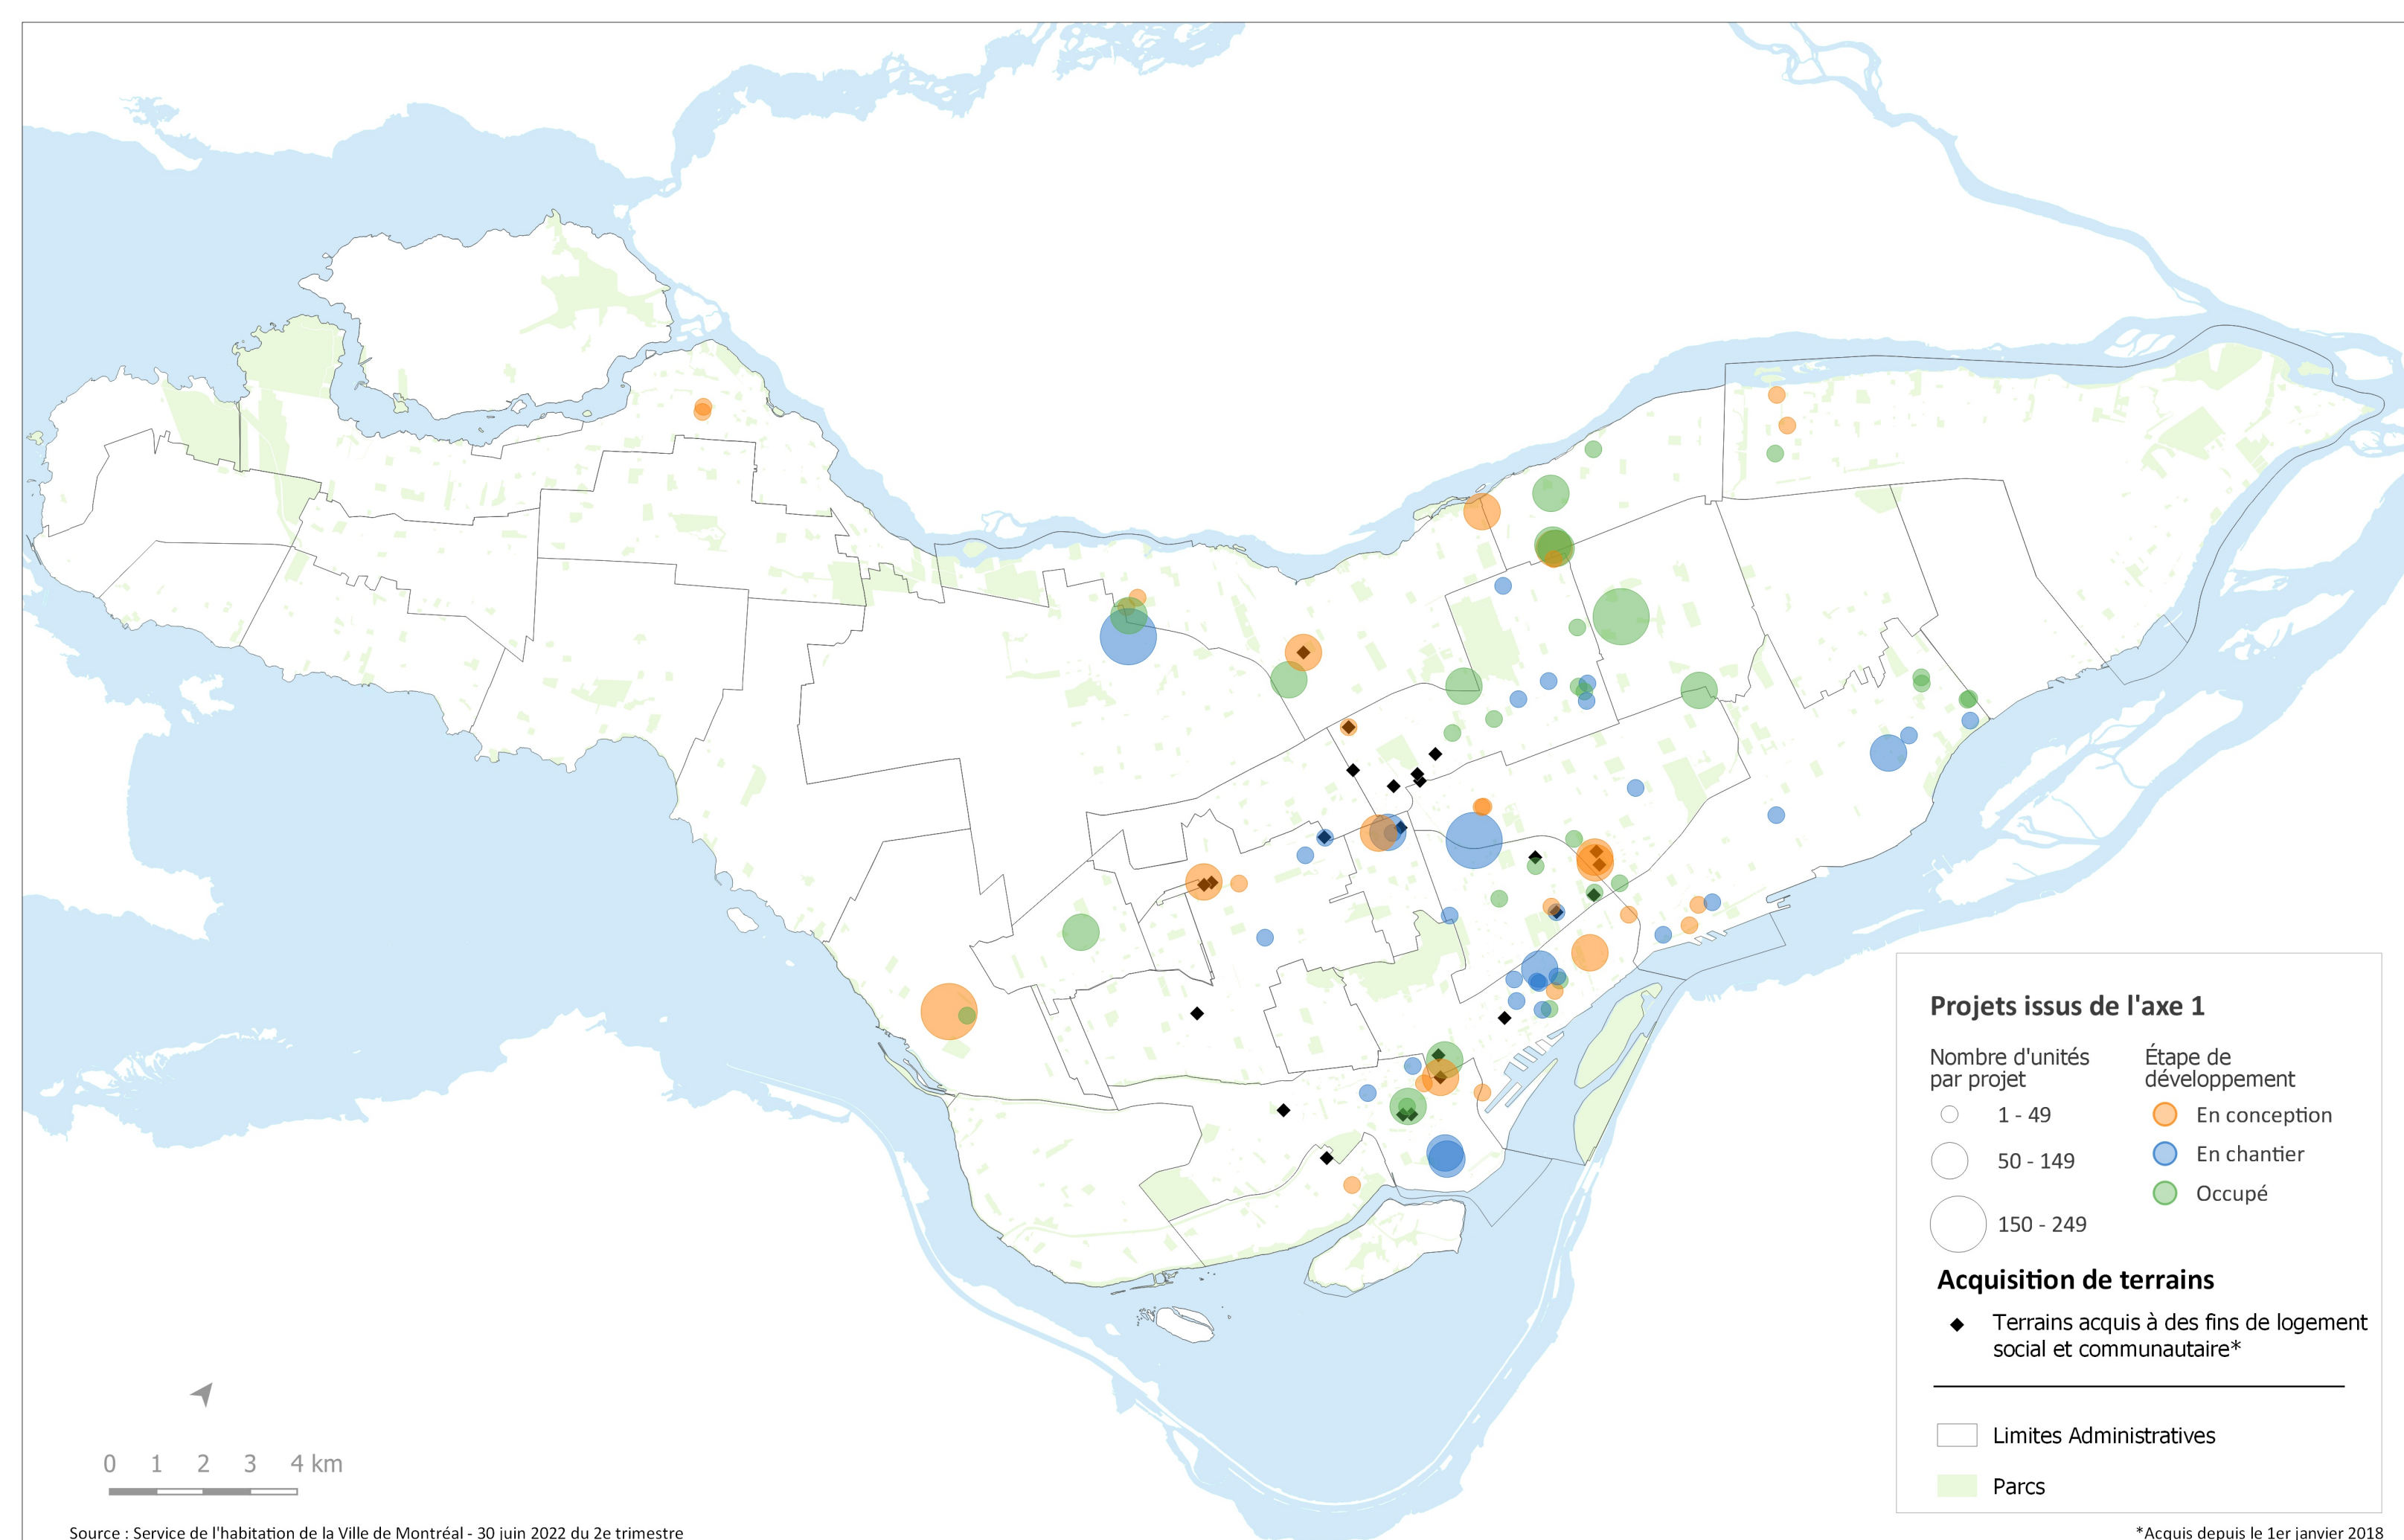 Projets issus de l'axe 1
Nombre d'unités
par projet
1 - 49
50 - 149
150 - 249
Étape de
développement
En conception
En chantier
Occupé
Acquisition de terrains
Terrains acquis à des fins de logement
social et communautaire*
Limites Administratives
Parcs
0 1 2 3 4 km
Source : Service de l'habitation de la Ville de Montréal - 30 juin 2022 du 2e trimestre
*Acquis depuis le 1er janvier 2018